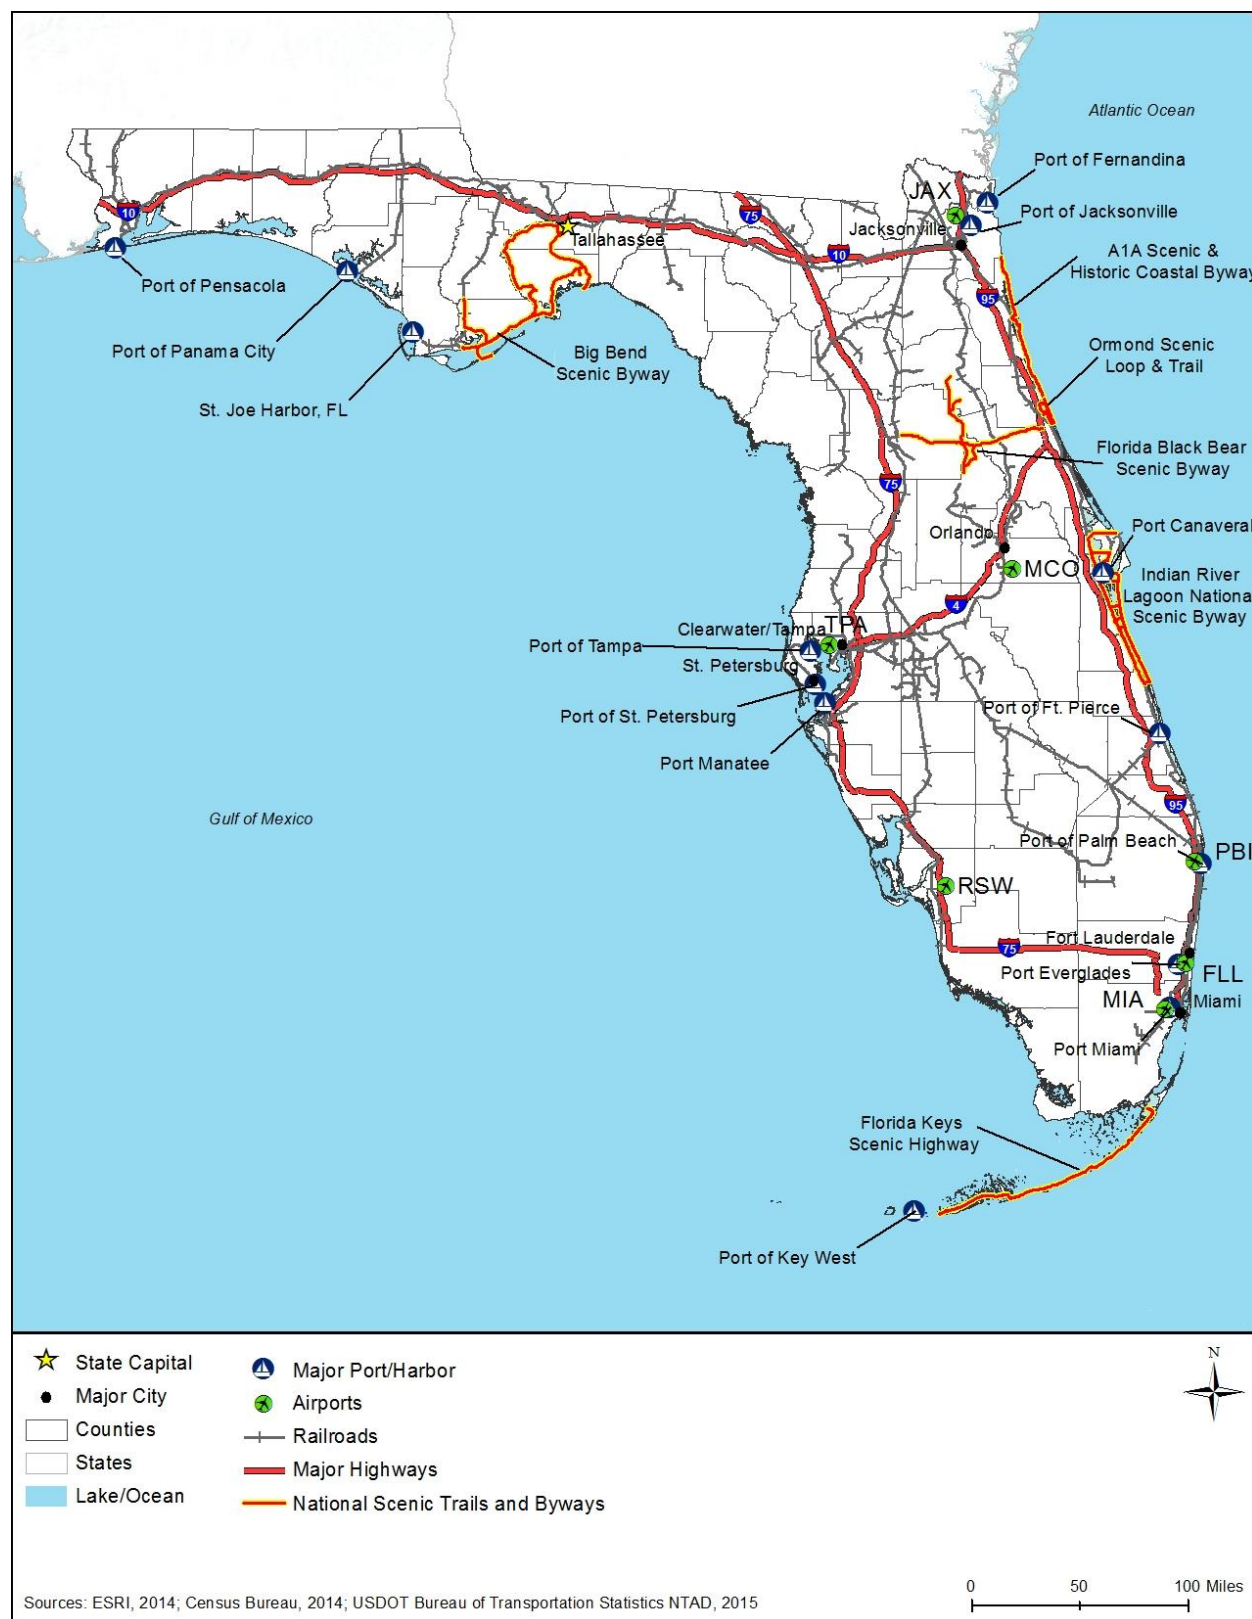 Atlantic Ocean
Port of Fernandina
JAX
Port of Jacksonville
Jacksonville
75
10
Tallahassee
10
A1A Scenic &
Historic Coastal Byway
95
Port of Pensacola
Port of Panama City
Big Bend
Scenic Byway
Ormond Scenic
Loop & Trail
St. Joe Harbor, FL
Florida Black Bear
Scenic Byway
75
Orlando
Port Canaveral
MCO
Indian River
Lagoon National
Scenic Byway
4
Clearwater/Tampa
TPA
Port of Tampa
St. Petersburg
Port of St. Petersburg
Port of Ft. Pierce
Port Manatee
95
Gulf of Mexico
Port of Palm Beach
PBI
RSW
Fort Lauderdale
75
Port Everglades
FLL
MIA
Miami
Port Miami
Florida Keys
Scenic Highway
Port of Key West
State Capital
Major City
Counties
States
Lake/Ocean
Major Port/Harbor
Airports
Railroads
Major Highways
National Scenic Trails and Byways
N
0 50 100 Miles
Sources: ESRI, 2014; Census Bureau, 2014; USDOT Bureau of Transportation Statistics NTAD, 2015